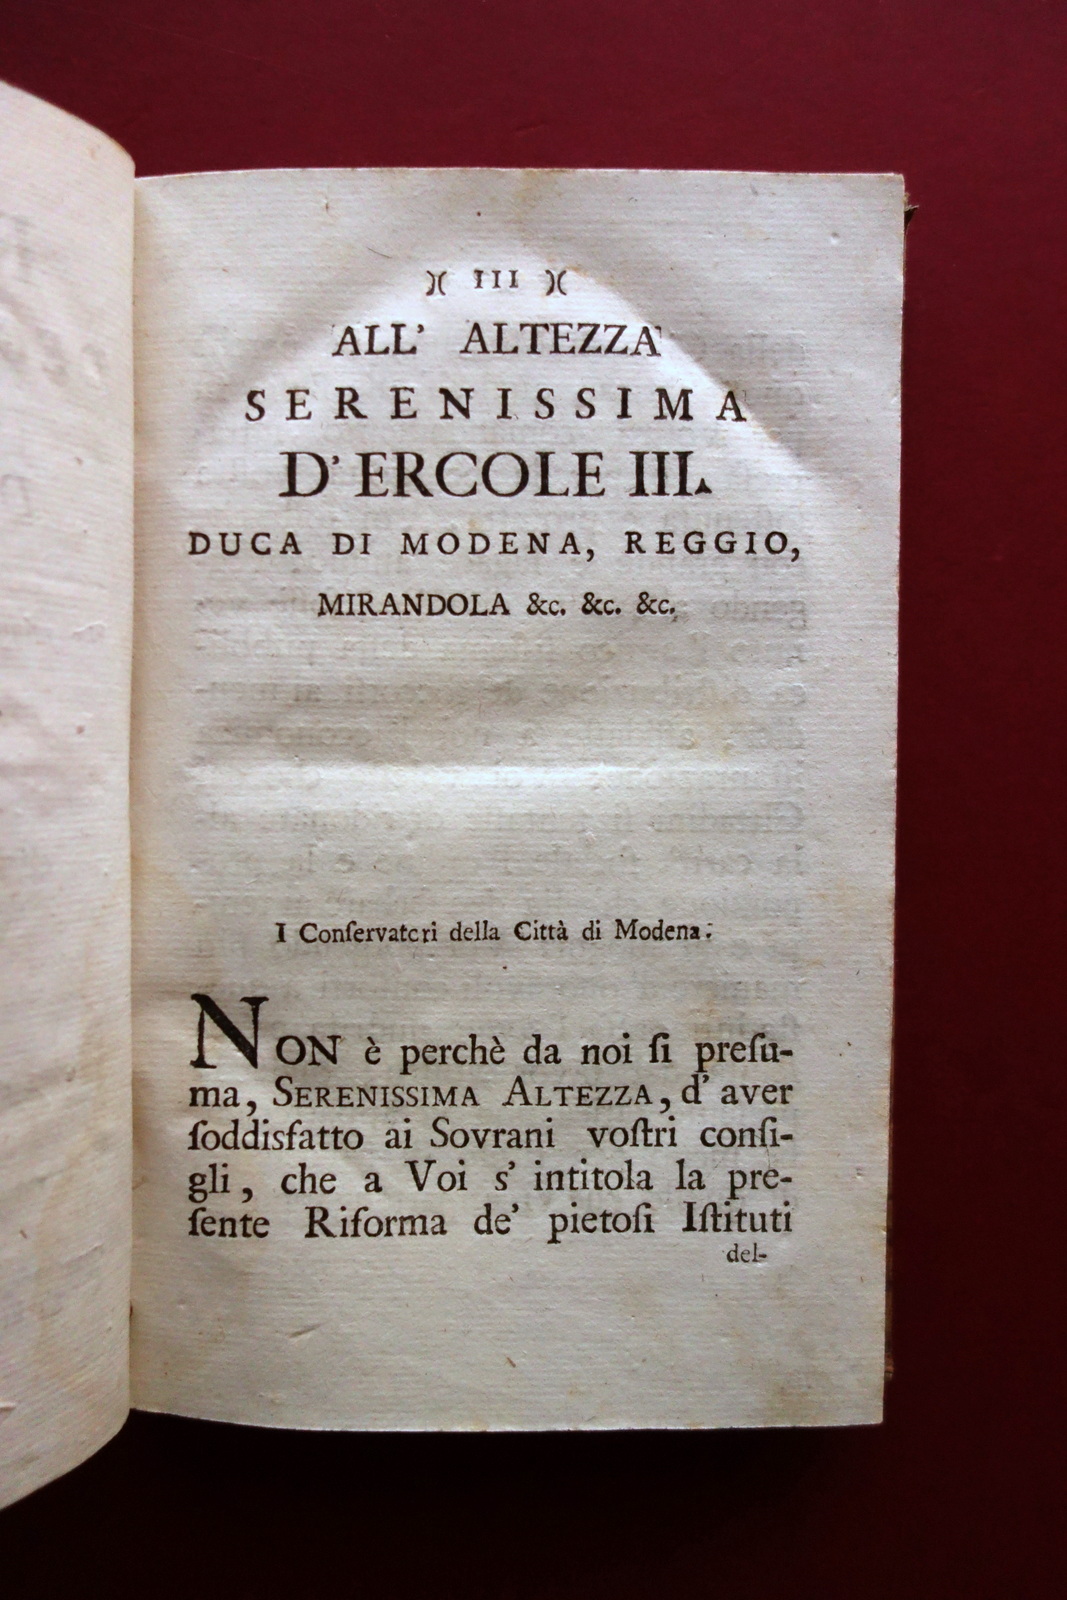 )( III )(
ALL' ALTEZZA
SERENISSIMA
D'ERCOLE III.
DUCA DI MODENA, REGGIO,
MIRANDOLA &c. &c. &c.
I Conſervatori della Città di Modena.
NON è perchè da noi ſi preſu-
ma, SERENISSIMA ALTEZZA, d' aver
ſoddisfatto ai Sovrani voſtri conſi-
gli, che a Voi s' intitola la pre-
ſente Riforma de' pietoſi Iſtituti
del-